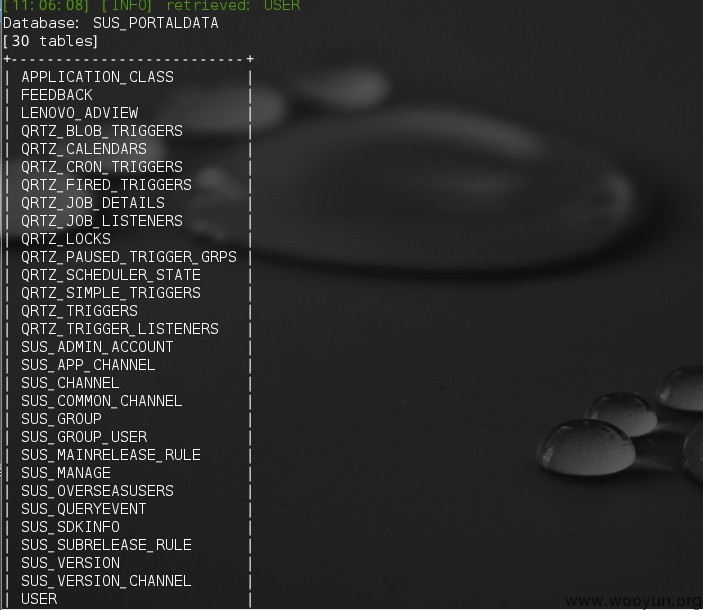 [11:06:08] [INFO] retrieved: USER
Database: SUS_PORTALDATA
[30 tables]
+--------------------------+
| APPLICATION_CLASS |
| FEEDBACK |
| LENOVO_ADVIEW |
| QRTZ_BLOB_TRIGGERS |
| QRTZ_CALENDARS |
| QRTZ_CRON_TRIGGERS |
| QRTZ_FIRED_TRIGGERS |
| QRTZ_JOB_DETAILS |
| QRTZ_JOB_LISTENERS |
| QRTZ_LOCKS |
| QRTZ_PAUSED_TRIGGER_GRPS |
| QRTZ_SCHEDULER_STATE |
| QRTZ_SIMPLE_TRIGGERS |
| QRTZ_TRIGGERS |
| QRTZ_TRIGGER_LISTENERS |
| SUS_ADMIN_ACCOUNT |
| SUS_APP_CHANNEL |
| SUS_CHANNEL |
| SUS_COMMON_CHANNEL |
| SUS_GROUP |
| SUS_GROUP_USER |
| SUS_MAINRELEASE_RULE |
| SUS_MANAGE |
| SUS_OVERSEASUSERS |
| SUS_QUERYEVENT |
| SUS_SDKINFO |
| SUS_SUBRELEASE_RULE |
| SUS_VERSION |
| SUS_VERSION_CHANNEL |
| USER |
www.wooyun.org